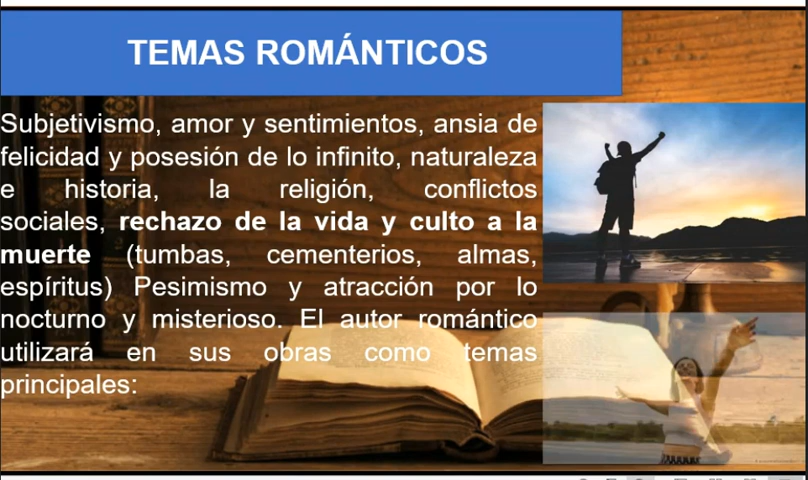 TEMAS ROMÁNTICOS
Subjetivismo, amor y sentimientos, ansia de
felicidad y posesión de lo infinito, naturaleza
e historia, la religión, conflictos
sociales, rechazo de la vida y culto a la
muerte (tumbas, cementerios, almas,
espíritus) Pesimismo y atracción por lo
nocturno y misterioso. El autor romántico
utilizará en sus obras como temas
principales: